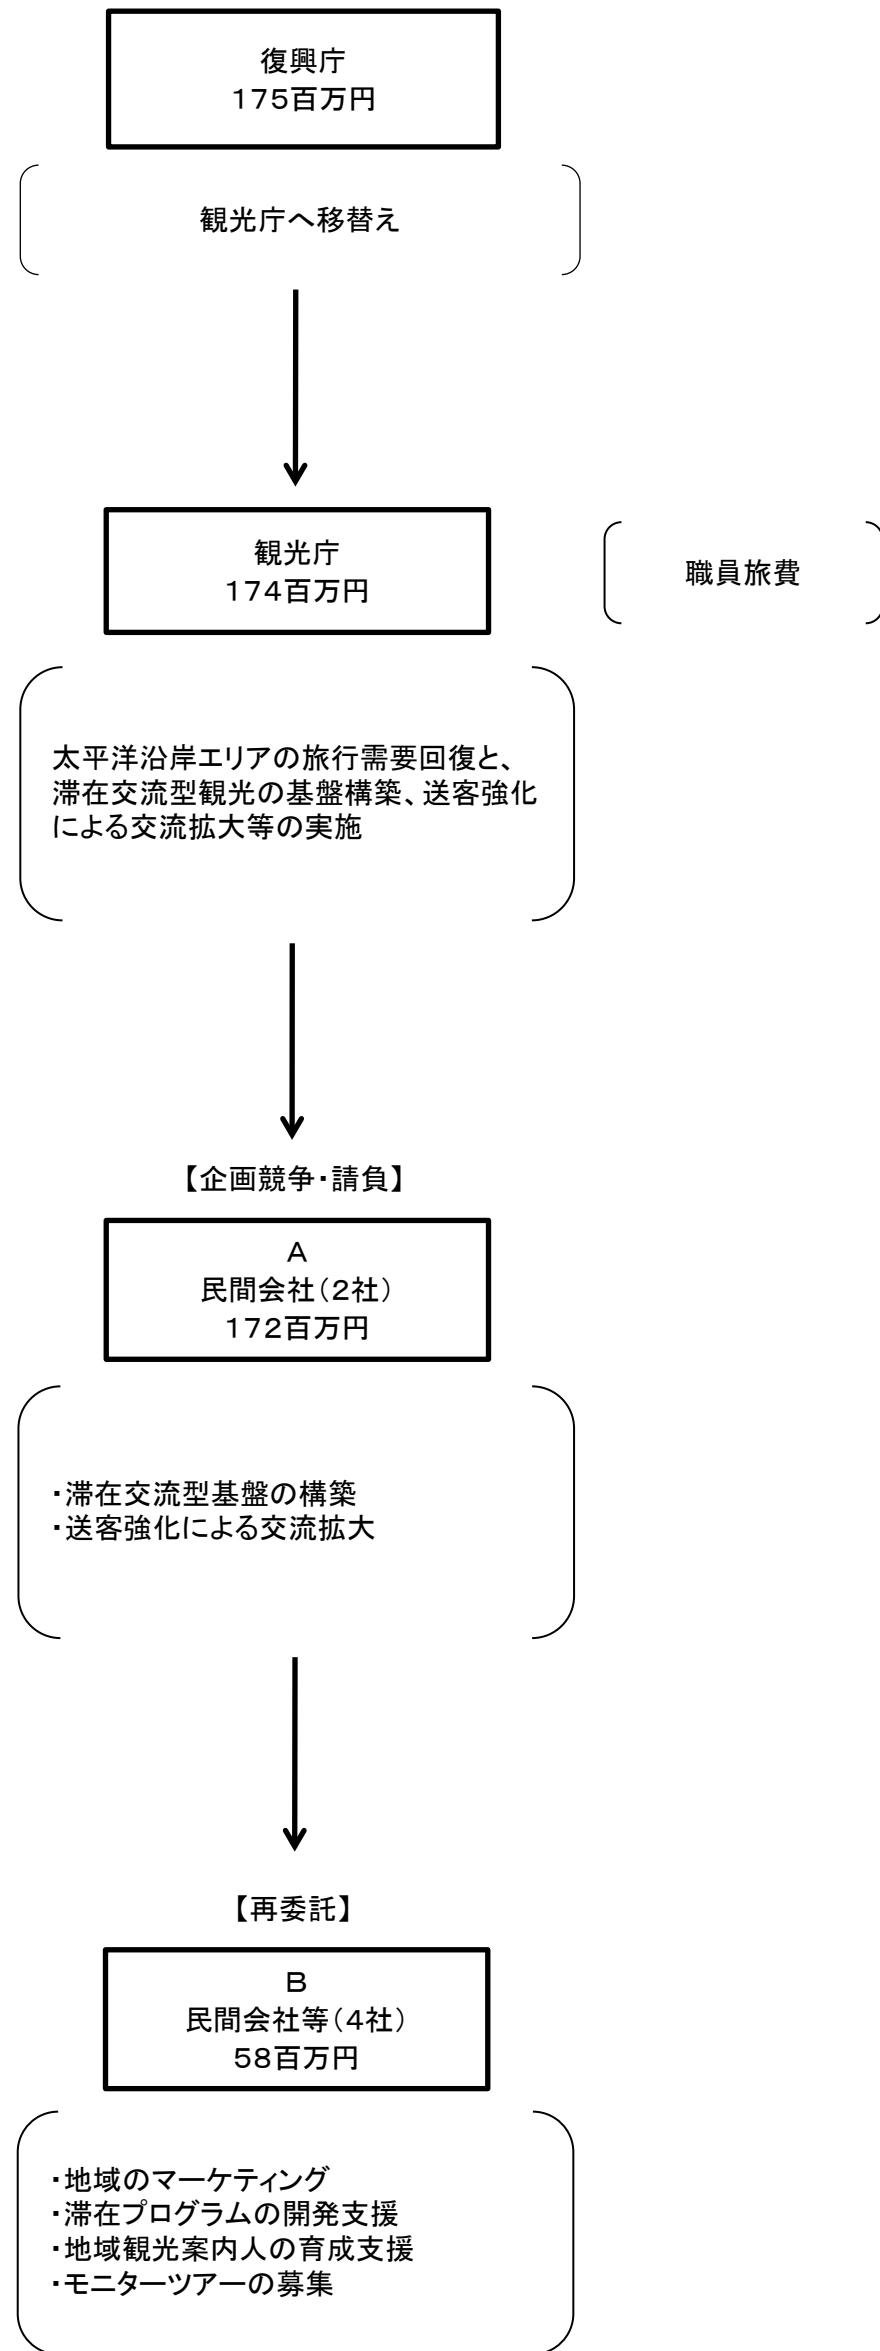 復興庁
175百万円
観光庁へ移替え
観光庁
174百万円
職員旅費
太平洋沿岸エリアの旅行需要回復と、
滞在交流型観光の基盤構築、送客強化
による交流拡大等の実施
【企画競争・請負】
A
民間会社（2社）
172百万円
・滞在交流型基盤の構築
・送客強化による交流拡大
【再委託】
B
民間会社等（4社）
58百万円
・地域のマーケティング
・滞在プログラムの開発支援
・地域観光案内人の育成支援
・モニターツアーの募集